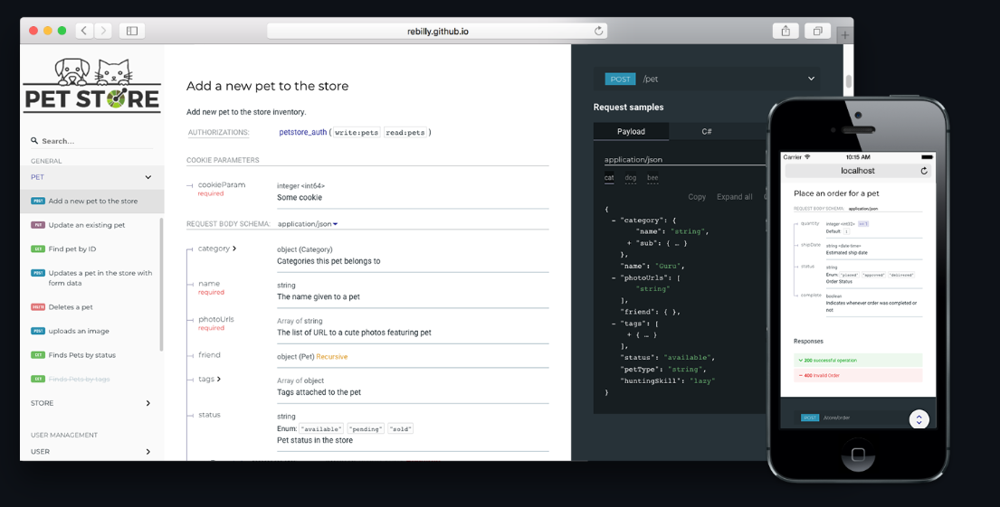 rebilly.github.io
PET STORE
Search...
GENERAL
PET
POST Add a new pet to the store
PUT Update an existing pet
GET Find pet by ID
POST Updates a pet in the store with
form data
Deletes a pet
POST uploads an image
GET Finds Pets by status
GET Finds Pets by tags
STORE
USER MANAGEMENT
USER
Add a new pet to the store
Add new pet to the store inventory.
AUTHORIZATIONS: petstore_auth ( write:pets read:pets )
COOKIE PARAMETERS
cookieParam integer <int64>
required Some cookie
REQUEST BODY SCHEMA: application/json
category object (Category)
Categories this pet belongs to
name string
required The name given to a pet
photoUrls Array of string
required The list of URL to a cute photos featuring pet
friend object (Pet) Recursive
tags Array of object
Tags attached to the pet
status string
Enum: "available" "pending" "sold"
Pet status in the store
POST /pet
Request samples
Payload C#
application/json
cat dog bee
Copy Expand all
{
− "category": {
"name": "string",
+ "sub": { … }
},
"name": "Guru",
− "photoUrls": [
"string"
],
"friend": { },
− "tags": [
+ { … }
],
"status": "available",
"petType": "string",
"huntingSkill": "lazy"
}
Carrier 10:15 AM
localhost
Place an order for a pet
REQUEST BODY SCHEMA: application/json
quantity integer <int32>
Default: 1
shipDate string <date-time>
Estimated ship date
status string
Enum: "placed" "approved" "delivered"
Order Status
complete boolean
Indicates whenever order was completed or
not
Responses
200 successful operation
− 400 Invalid Order
POST /store/order